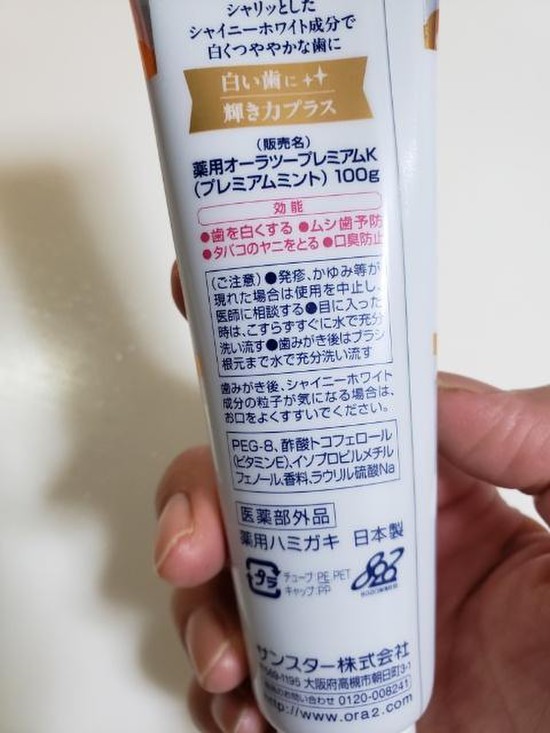 シャリッとした
シャイニーホワイト成分で
白くつややかな歯に
白い歯に
輝き力プラス
(販売名)
薬用オーラツープレミアムK
(プレミアムミント) 100g
効能
●歯を白くする ●ムシ歯予防
●タバコのヤニをとる ●口臭防止
(ご注意) ●発疹、かゆみ等が
現れた場合は使用を中止し、
医師に相談する●目に入った
時は、こすらずすぐに水で充分
洗い流す●歯みがき後はブラシ
根元まで水で充分洗い流す
歯みがき後、シャイニーホワイト
成分の粒子が気になる場合は、
お口をよくすすいでください。
PEG-8、酢酸トコフェロール
(ビタミンE)、イソプロピルメチル
フェノール、香料、ラウリル硫酸Na
医薬部外品
薬用ハミガキ 日本製
プラ
チューブ:PE,PET
キャップ:PP
サンスター株式会社
569-1195 大阪府高槻市朝日町3-1
お問い合わせ 0120-008241
http://www.ora2.com